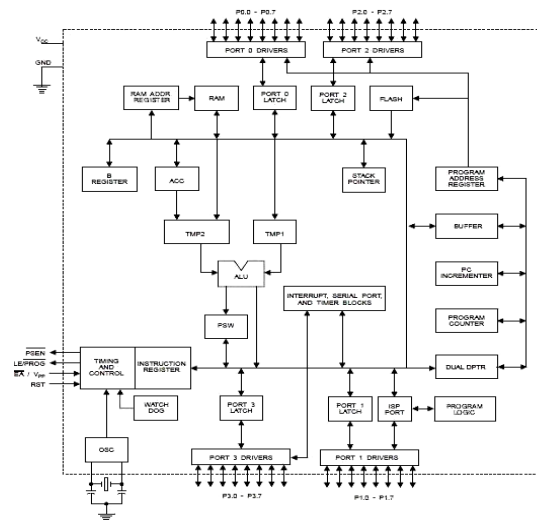 P0.0 - P0.7
P2.0 - P2.7
VCC
PORT 0 DRIVERS
PORT 2 DRIVERS
GND
RAM ADDR.
REGISTER
RAM
PORT 0
LATCH
PORT 2
LATCH
FLASH
B
REGISTER
ACC
STACK
POINTER
PROGRAM
ADDRESS
REGISTER
TMP2
TMP1
BUFFER
ALU
PC
INCREMENTER
INTERRUPT, SERIAL PORT,
AND TIMER BLOCKS
PSW
PROGRAM
COUNTER
PSEN
LE/PROG
EA / VPP
RST
TIMING
AND
CONTROL
INSTRUCTION
REGISTER
DUAL DPTR
WATCH
DOG
PORT 3
LATCH
PORT 1
LATCH
ISP
PORT
PROGRAM
LOGIC
OSC
PORT 3 DRIVERS
PORT 1 DRIVERS
P3.0 - P3.7
P1.0 - P1.7